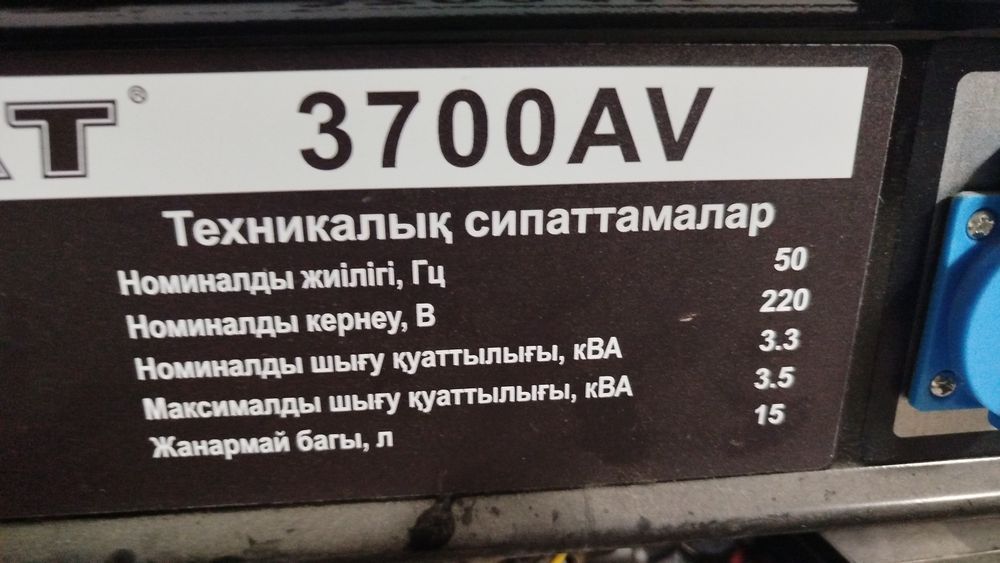 ® 3700AV
Техникалық сипаттамалар
Номиналды жиілігі, Гц 50
Номиналды кернеу, В 220
Номиналды шығу қуаттылығы, кВА 3.3
Максималды шығу қуаттылығы, кВА 3.5
Жанармай багы, л 15